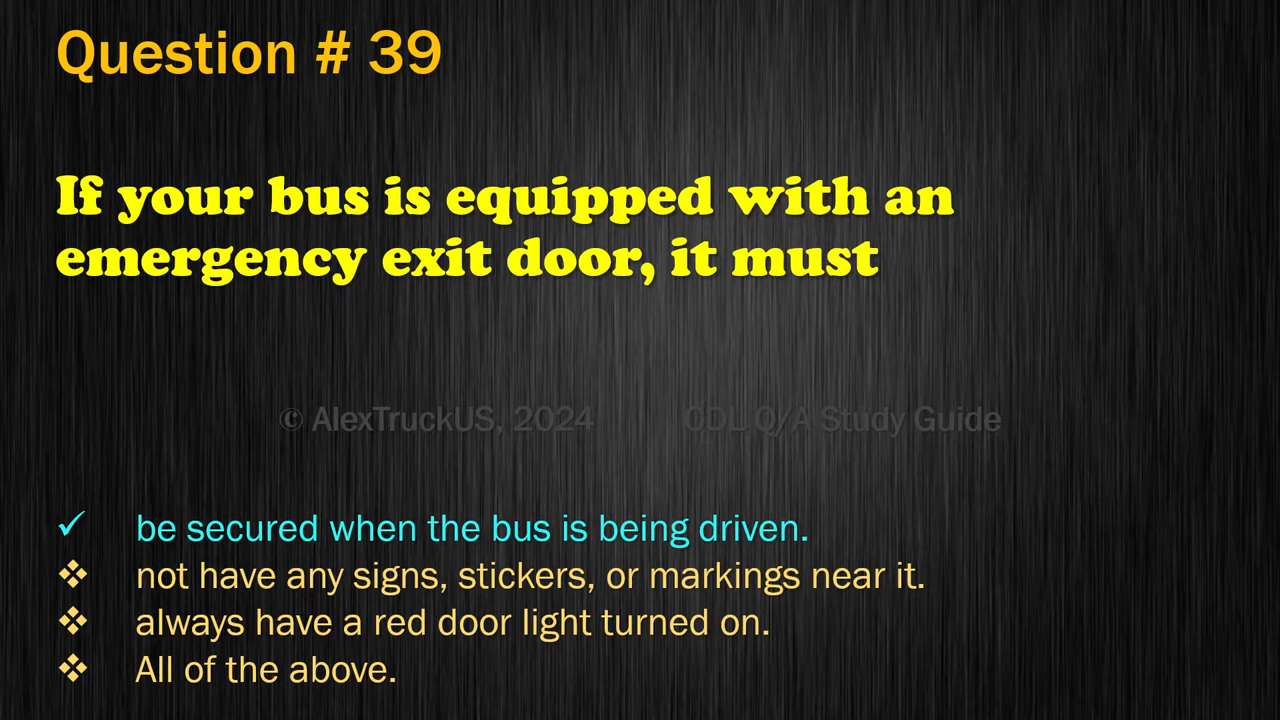 Question # 39
If your bus is equipped with an
emergency exit door, it must
© AlexTruckUS, 2024 CDL Q/A Study Guide
✓ be secured when the bus is being driven.
❖ not have any signs, stickers, or markings near it.
❖ always have a red door light turned on.
❖ All of the above.